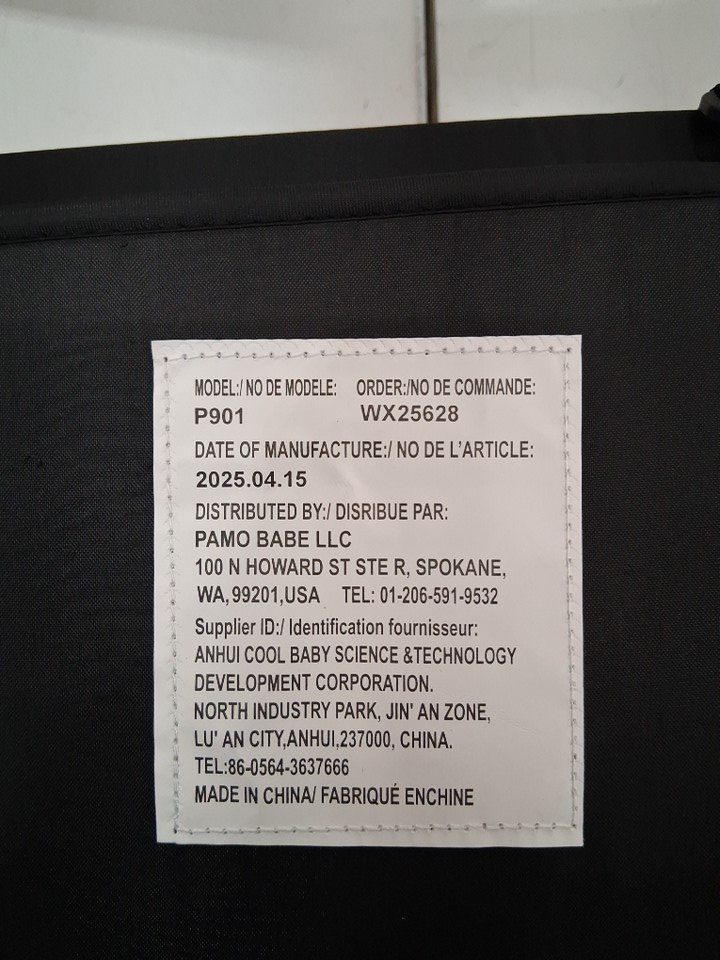 MODEL:/ NO DE MODELE: ORDER:/NO DE COMMANDE:
P901 WX25628
DATE OF MANUFACTURE:/ NO DE L'ARTICLE:
2025.04.15
DISTRIBUTED BY:/ DISRIBUE PAR:
PAMO BABE LLC
100 N HOWARD ST STE R, SPOKANE,
WA,99201,USA TEL: 01-206-591-9532
Supplier ID:/ Identification fournisseur:
ANHUI COOL BABY SCIENCE &TECHNOLOGY
DEVELOPMENT CORPORATION.
NORTH INDUSTRY PARK, JIN' AN ZONE,
LU' AN CITY,ANHUI,237000, CHINA.
TEL:86-0564-3637666
MADE IN CHINA/ FABRIQUÉ ENCHINE